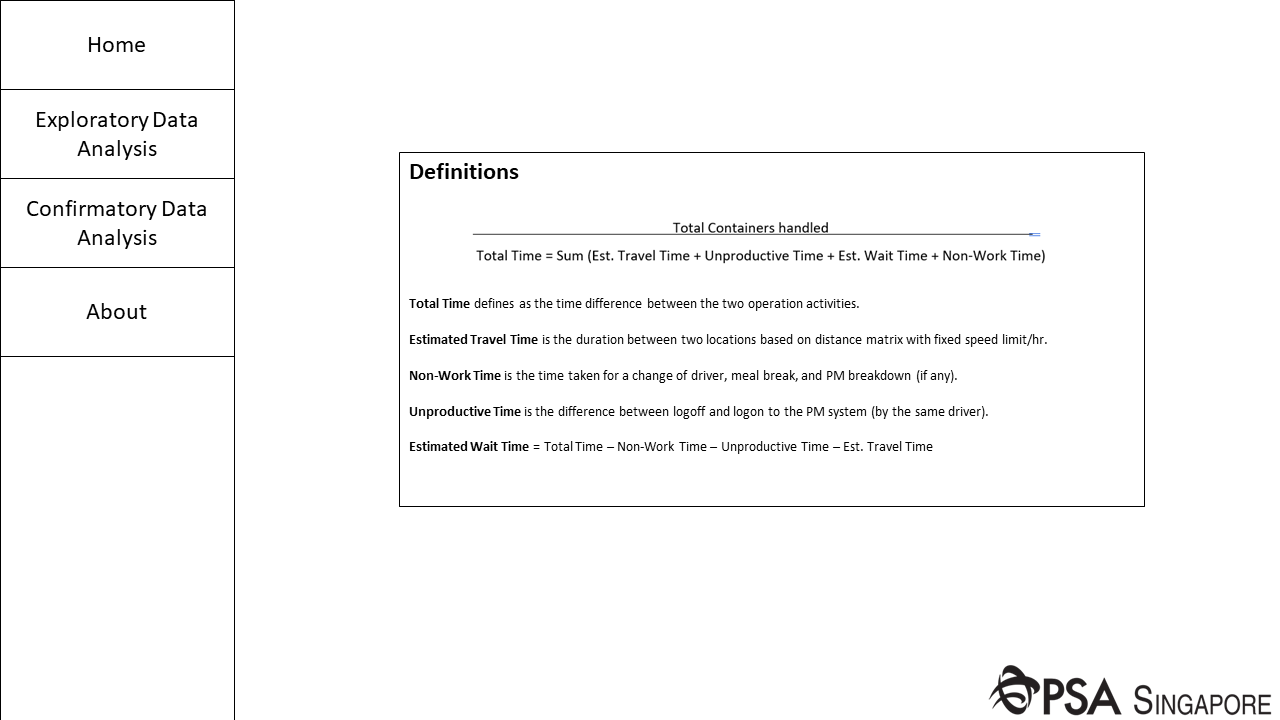 Home
Exploratory Data
Analysis
Confirmatory Data
Analysis
About
Definitions
Total Containers handled
Total Time = Sum (Est. Travel Time + Unproductive Time + Est. Wait Time + Non-Work Time)
Total Time defines as the time difference between the two operation activities.
Estimated Travel Time is the duration between two locations based on distance matrix with fixed speed limit/hr.
Non-Work Time is the time taken for a change of driver, meal break, and PM breakdown (if any).
Unproductive Time is the difference between logoff and logon to the PM system (by the same driver).
Estimated Wait Time = Total Time – Non-Work Time – Unproductive Time – Est. Travel Time
PSA SINGAPORE